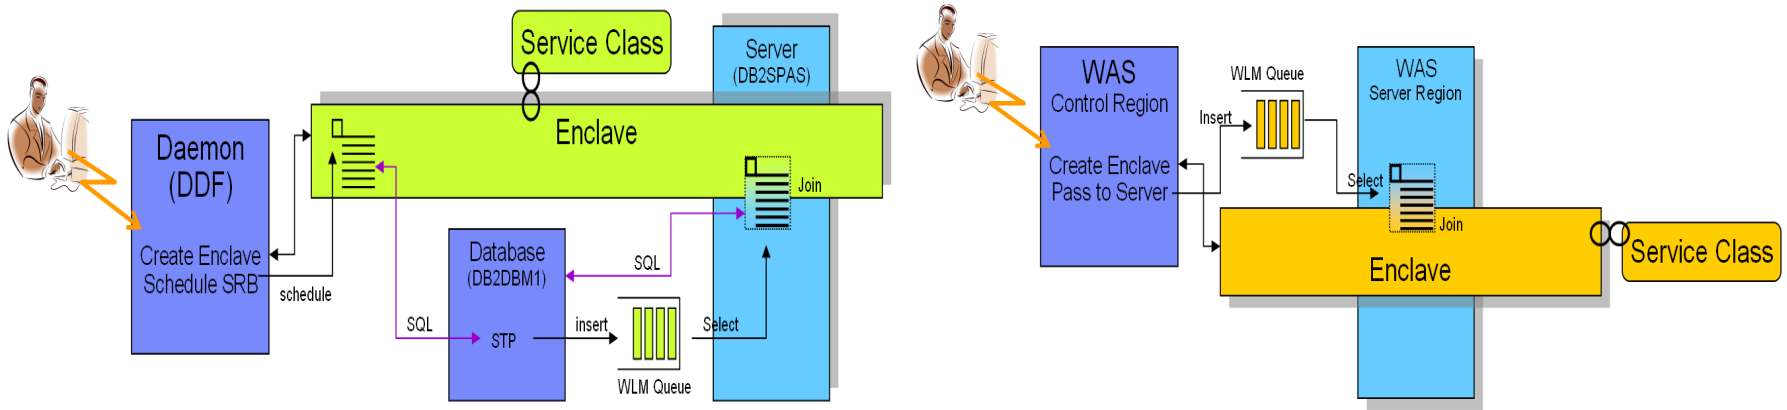 Service Class
Server
(DB2SPAS)
Enclave
Daemon
(DDF)
Create Enclave
Schedule SRB
schedule
Join
Database
(DB2DBM1)
SQL
SQL
STP
insert
Select
WLM Queue
WAS
Control Region
Create Enclave
Pass to Server
WLM Queue
Insert
WAS
Server Region
Select
Join
Enclave
Service Class